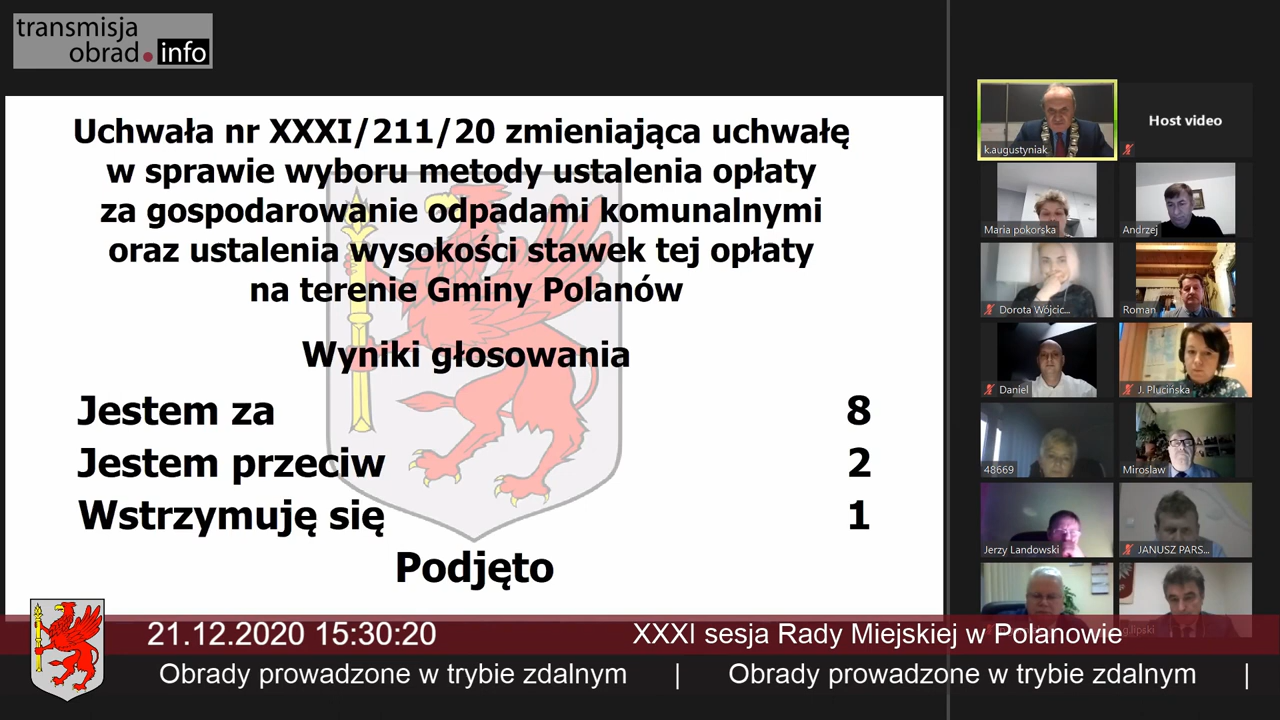 transmisja
obrad.info
Uchwała nr XXXI/211/20 zmieniająca uchwałę
w sprawie wyboru metody ustalenia opłaty
za gospodarowanie odpadami komunalnymi
oraz ustalenia wysokości stawek tej opłaty
na terenie Gminy Polanów
Wyniki głosowania
Jestem za 8
Jestem przeciw 2
Wstrzymuję się 1
Podjęto
k.augustyniak
Host video
Maria pokorska
Andrzej
Dorota Wójcic...
Roman
Daniel
J. Plucińska
48669
Miroslaw
Jerzy Landowski
JANUSZ PARS...
g.lipski
21.12.2020 15:30:20 XXXI sesja Rady Miejskiej w Polanowie
Obrady prowadzone w trybie zdalnym | Obrady prowadzone w trybie zdalnym |